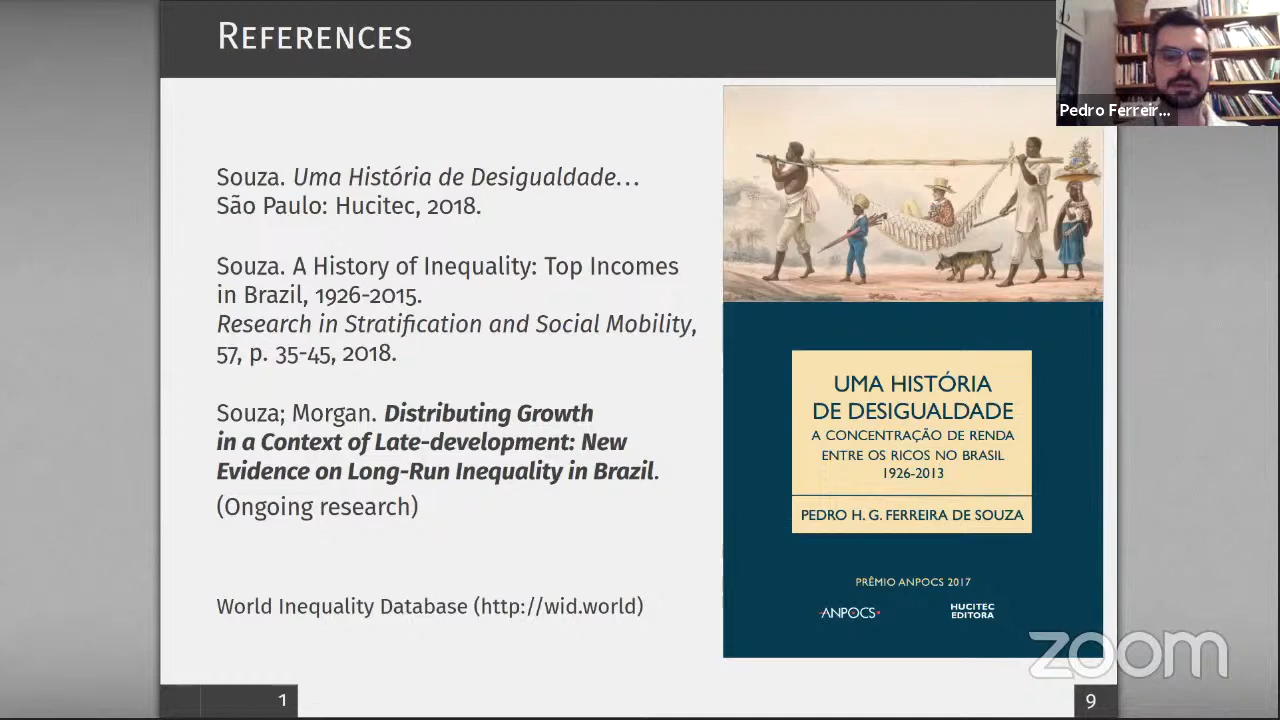 REFERENCES
Pedro Ferreir...
Souza. Uma História de Desigualdade...
São Paulo: Hucitec, 2018.
Souza. A History of Inequality: Top Incomes
in Brazil, 1926-2015.
Research in Stratification and Social Mobility,
57, p. 35-45, 2018.
Souza; Morgan. Distributing Growth
in a Context of Late-development: New
Evidence on Long-Run Inequality in Brazil.
(Ongoing research)
World Inequality Database (http://wid.world)
UMA HISTÓRIA
DE DESIGUALDADE
A CONCENTRAÇÃO DE RENDA
ENTRE OS RICOS NO BRASIL
1926-2013
PEDRO H. G. FERREIRA DE SOUZA
PRÊMIO ANPOCS 2017
ANPOCS
HUCITEC
EDITORA
zoom
1
9